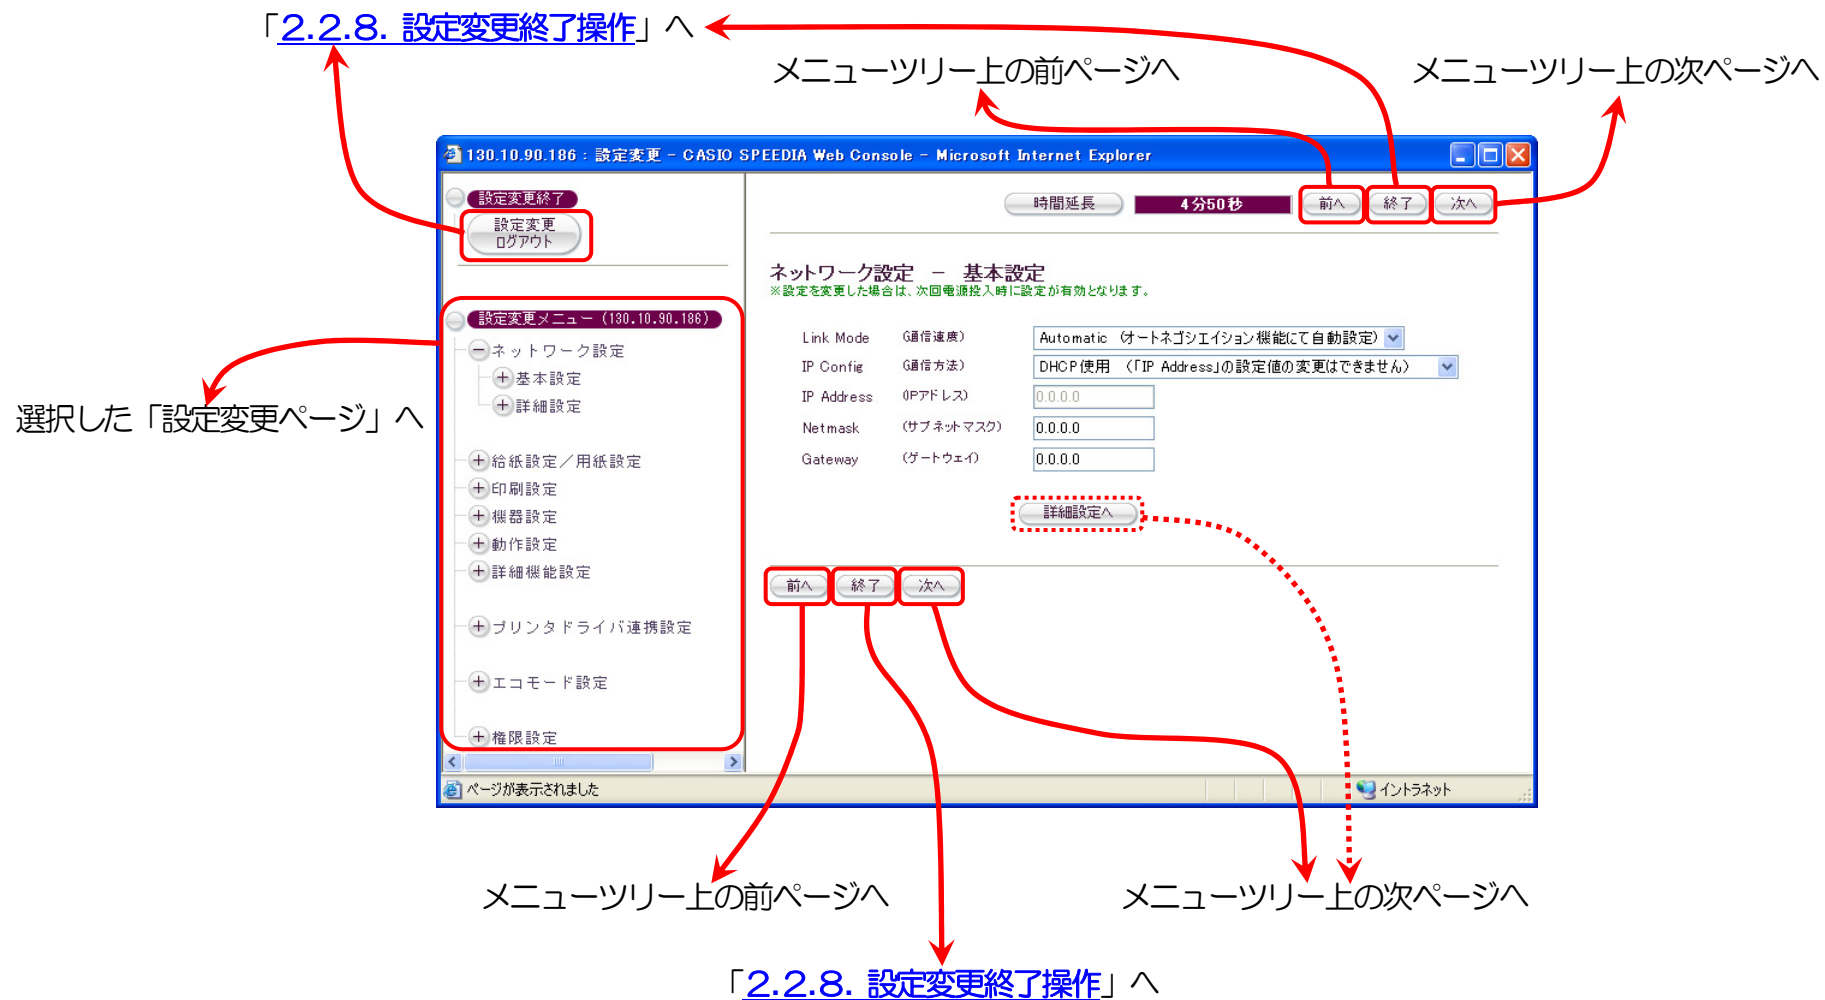 「2.2.8. 設定変更終了操作」へ
メニューツリー上の前ページへ
メニューツリー上の次ページへ
130.10.90.186 : 設定変更 - CASIO SPEEDIA Web Console - Microsoft Internet Explorer
設定変更終了
設定変更
ログアウト
時間延長
4分50秒
前へ
終了
次へ
ネットワーク設定 － 基本設定
※設定を変更した場合は、次回電源投入時に設定が有効となります。
設定変更メニュー (130.10.90.186)
ネットワーク設定
基本設定
詳細設定
給紙設定／用紙設定
印刷設定
機器設定
動作設定
詳細機能設定
プリンタドライバ連携設定
エコモード設定
権限設定
選択した「設定変更ページ」へ
Link Mode (通信速度) Automatic (オートネゴシエイション機能にて自動設定)
IP Config (通信方法) DHCP使用 (「IP Address」の設定値の変更はできません)
IP Address (IPアドレス) 0.0.0.0
Netmask (サブネットマスク) 0.0.0.0
Gateway (ゲートウェイ) 0.0.0.0
詳細設定へ
前へ
終了
次へ
ページが表示されました
イントラネット
メニューツリー上の前ページへ
メニューツリー上の次ページへ
「2.2.8. 設定変更終了操作」へ